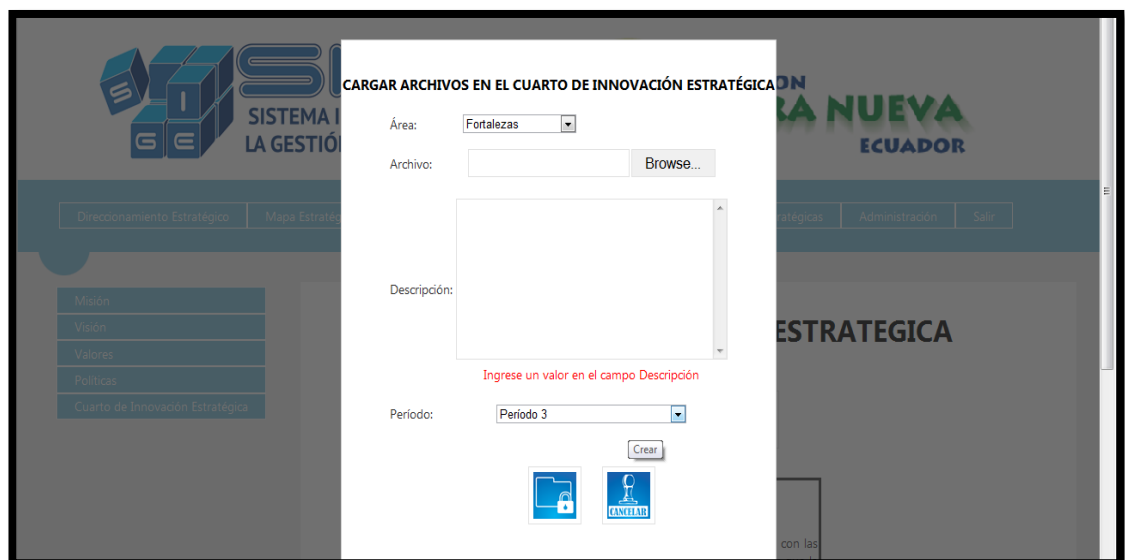 S I G E
SISTEMA I
LA GESTIÓ
ON
RA NUEVA
ECUADOR
Direccionamiento Estratégico
Mapa Estratég
ratégicas
Administración
Salir
Misión
Visión
Valores
Políticas
Cuarto de Innovación Estratégica
ESTRATEGICA
con las
CARGAR ARCHIVOS EN EL CUARTO DE INNOVACIÓN ESTRATÉGICA
Área:
Fortalezas
Archivo:
Browse...
Descripción:
Ingrese un valor en el campo Descripción
Período:
Período 3
Crear
CANCELAR